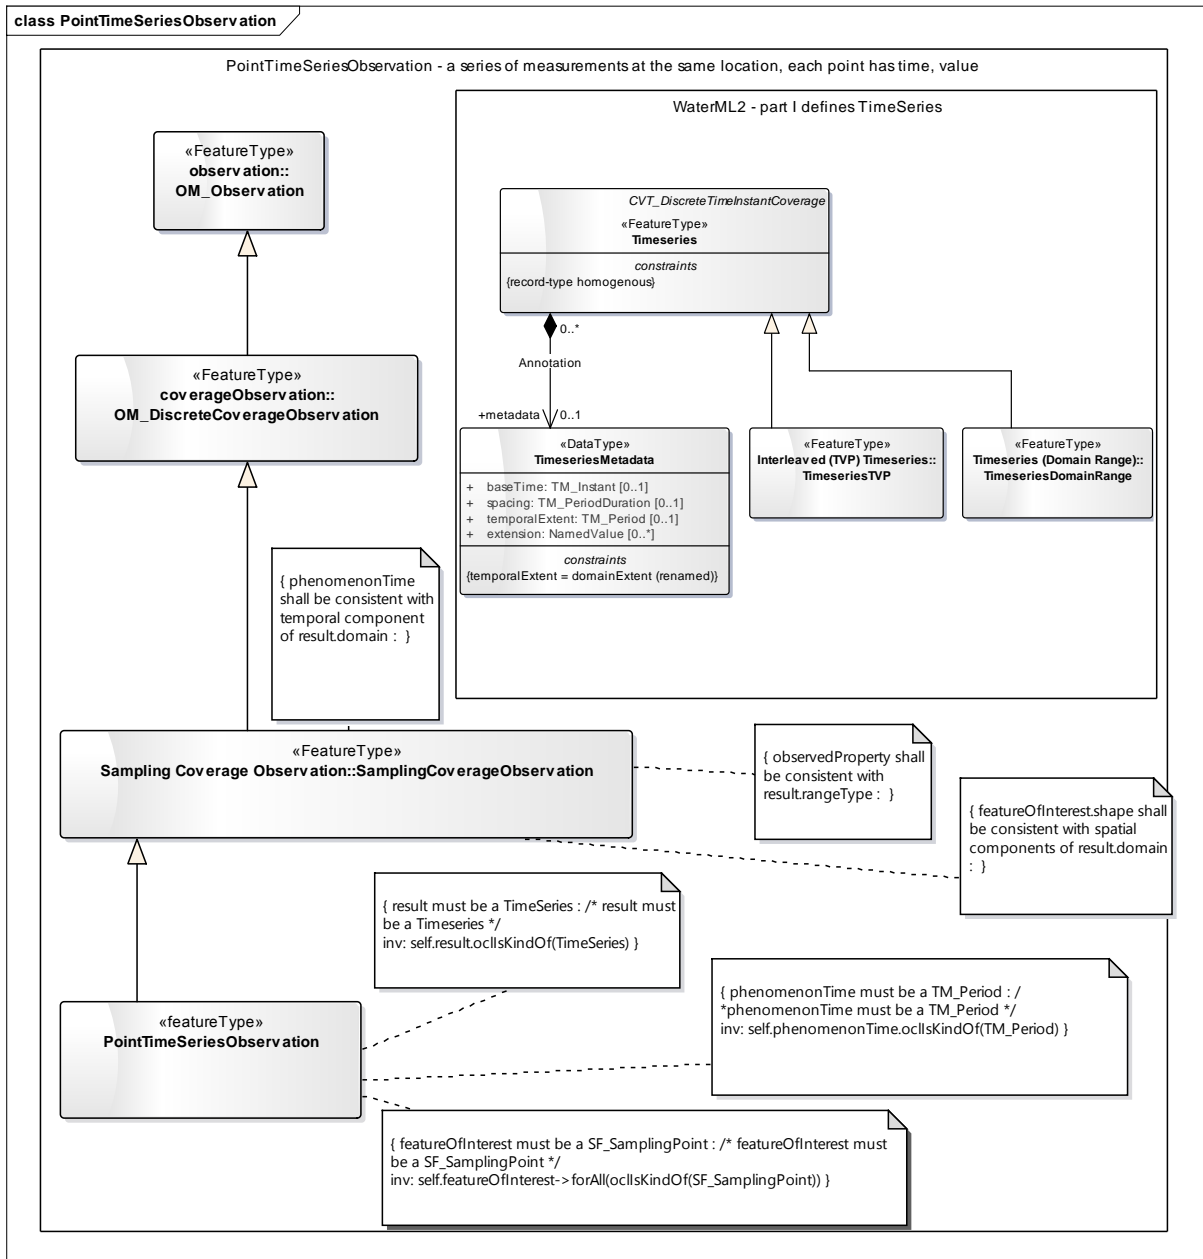 class PointTimeSeriesObservation
PointTimeSeriesObservation - a series of measurements at the same location, each point has time, value
WaterML2 - part I defines TimeSeries
«FeatureType»
observation::
OM_Observation
CVT_DiscreteTimeInstantCoverage
«FeatureType»
Timeseries
constraints
{record-type homogenous}
0..*
Annotation
+metadata
0..1
«FeatureType»
coverageObservation::
OM_DiscreteCoverageObservation
«DataType»
TimeseriesMetadata
+ baseTime: TM_Instant [0..1]
+ spacing: TM_PeriodDuration [0..1]
+ temporalExtent: TM_Period [0..1]
+ extension: NamedValue [0..*]
constraints
{temporalExtent = domainExtent (renamed)}
«FeatureType»
Interleaved (TVP) Timeseries::
TimeseriesTVP
«FeatureType»
Timeseries (Domain Range)::
TimeseriesDomainRange
{ phenomenonTime
shall be consistent with
temporal component
of result.domain :  }
«FeatureType»
Sampling Coverage Observation::SamplingCoverageObservation
{ observedProperty shall
be consistent with
result.rangeType :  }
{ featureOfInterest.shape shall
be consistent with spatial
components of result.domain
:  }
{ result must be a TimeSeries : /* result must
be a Timeseries */
inv: self.result.oclIsKindOf(TimeSeries) }
{ phenomenonTime must be a TM_Period : /
*phenomenonTime must be a TM_Period */
inv: self.phenomenonTime.oclIsKindOf(TM_Period) }
«featureType»
PointTimeSeriesObservation
{ featureOfInterest must be a SF_SamplingPoint : /* featureOfInterest must
be a SF_SamplingPoint */
inv: self.featureOfInterest->forAll(oclIsKindOf(SF_SamplingPoint)) }